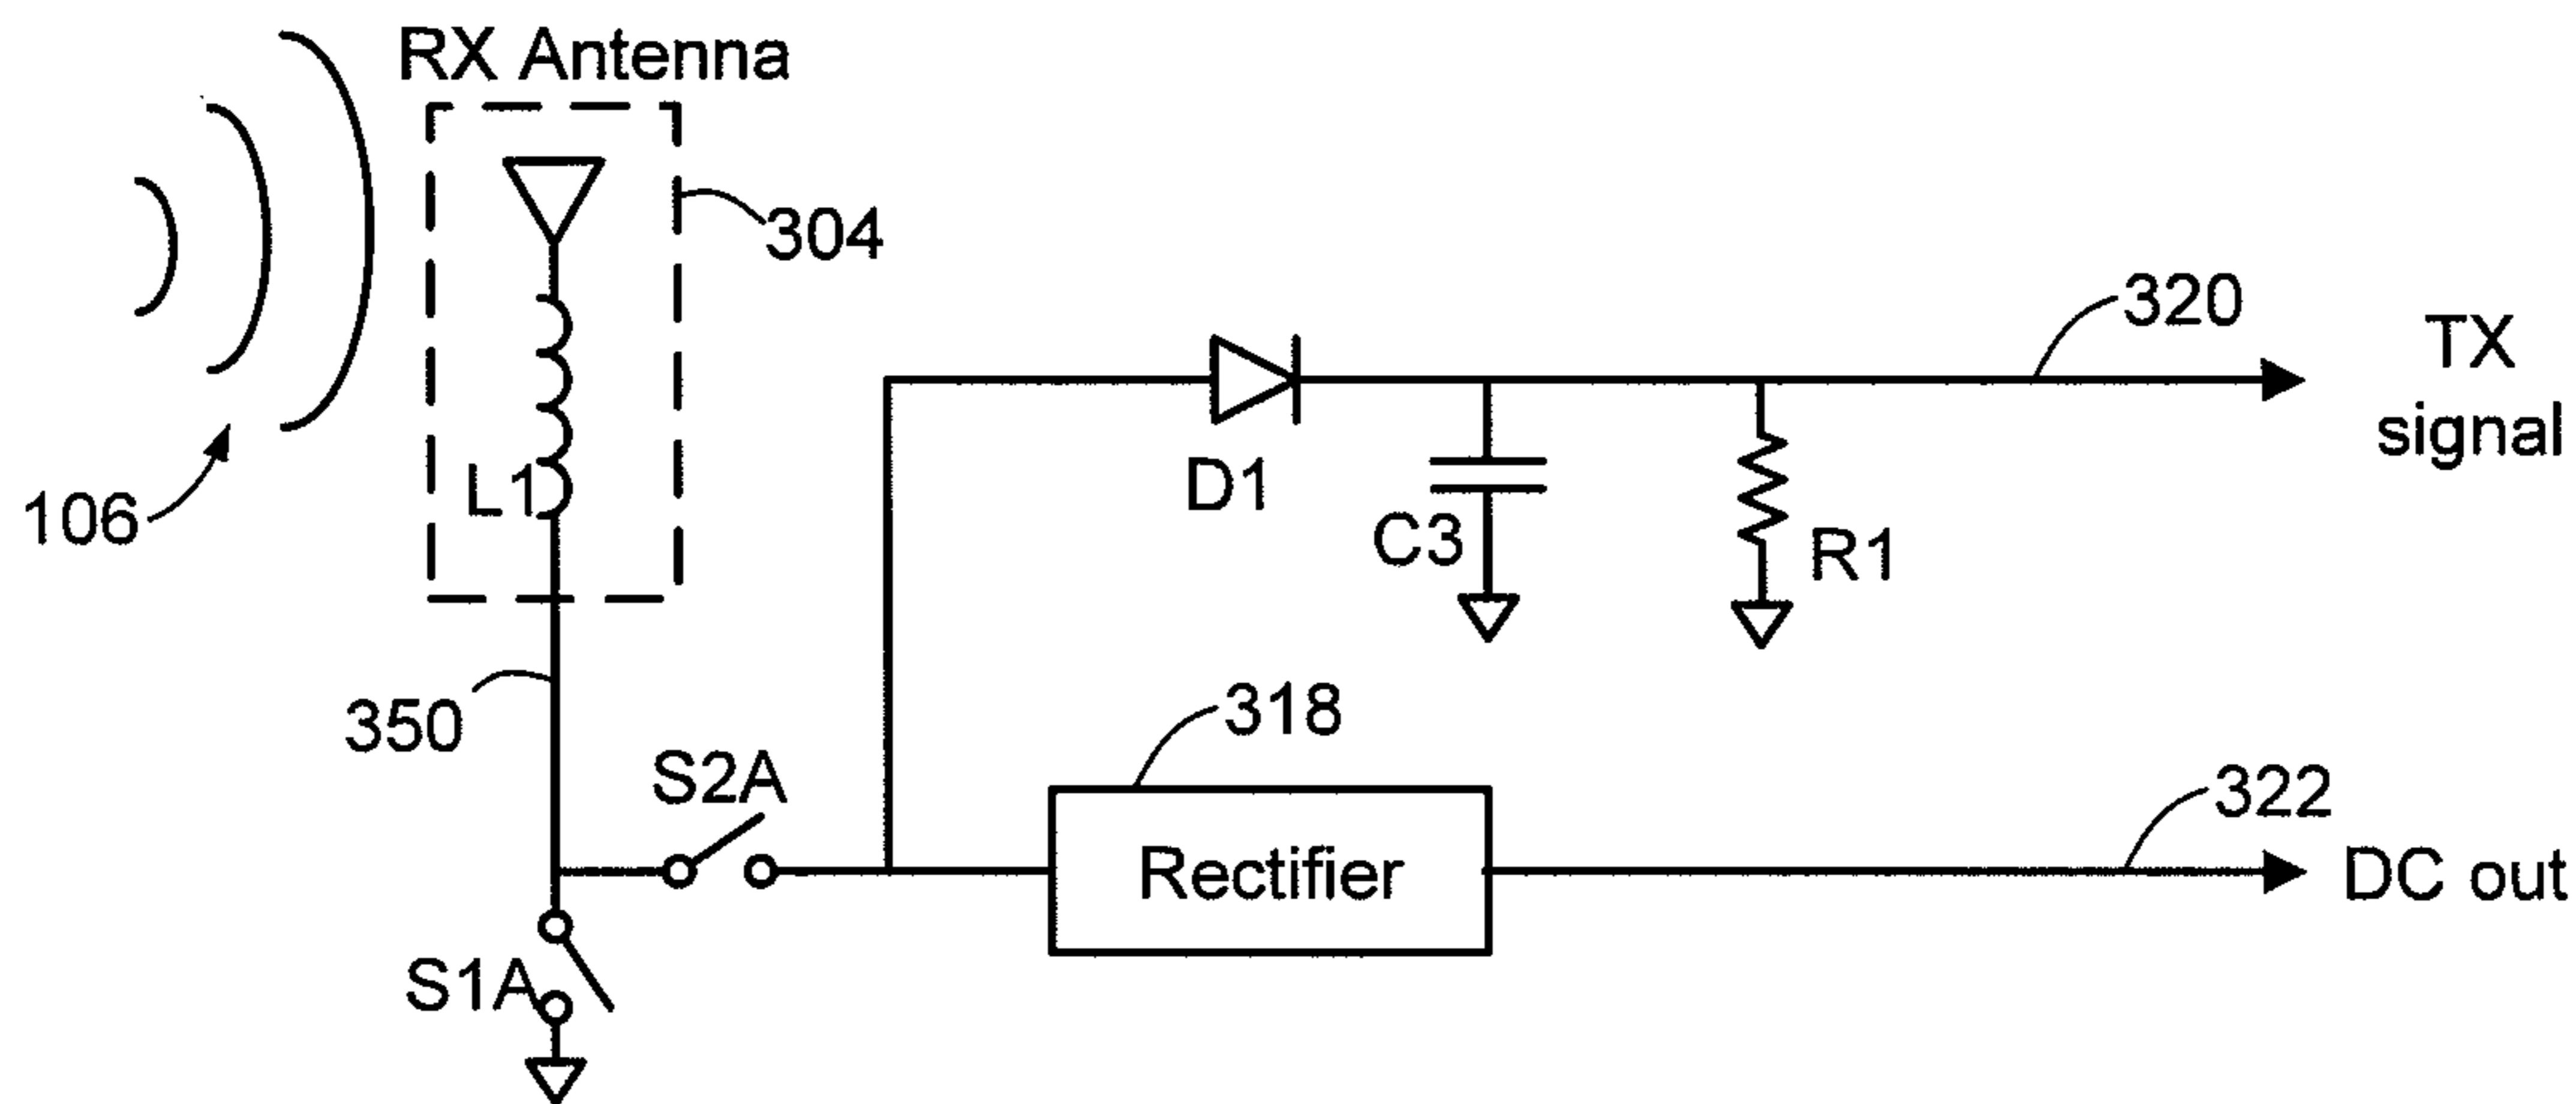 RX Antenna
304
320
TX
signal
L1
D1
106
C3
R1
350
318
S2A
322
Rectifier
DC out
S1A